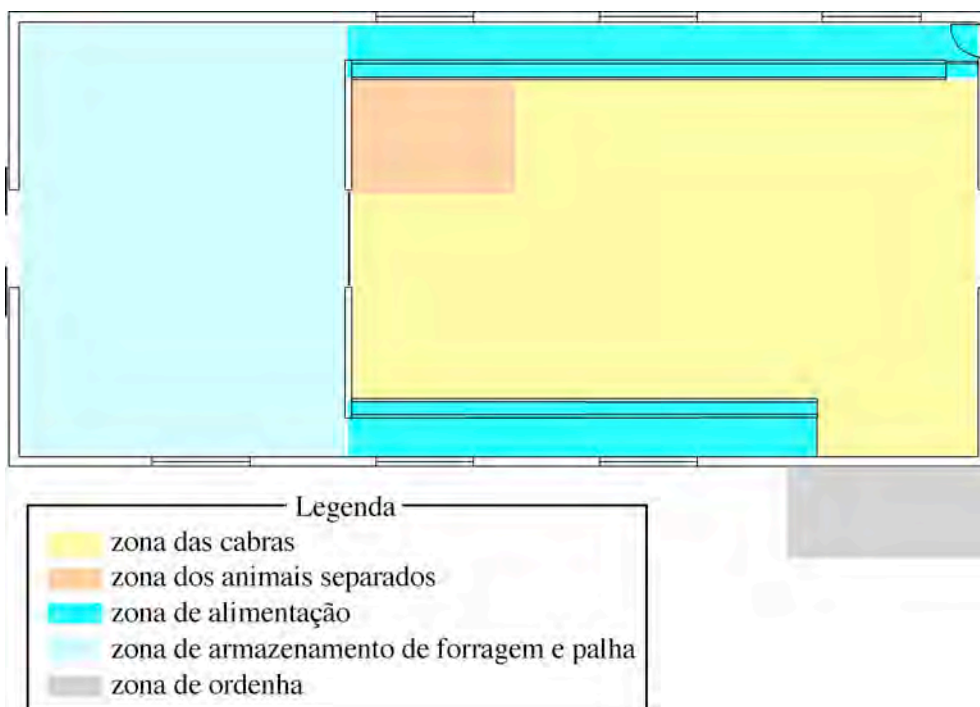 Legenda
zona das cabras
zona dos animais separados
zona de alimentação
zona de armazenamento de forragem e palha
zona de ordenha